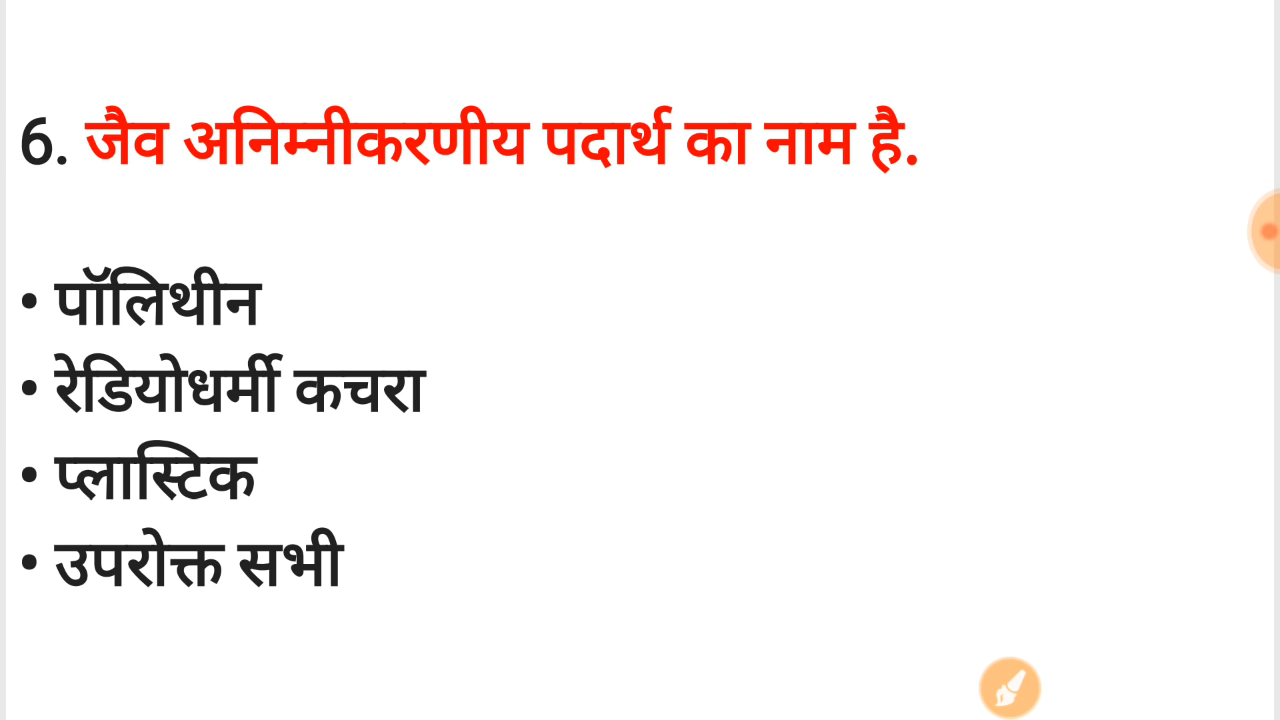 6. जैव अनिम्नीकरणीय पदार्थ का नाम है.
• पॉलिथीन
• रेडियोधर्मी कचरा
• प्लास्टिक
• उपरोक्त सभी